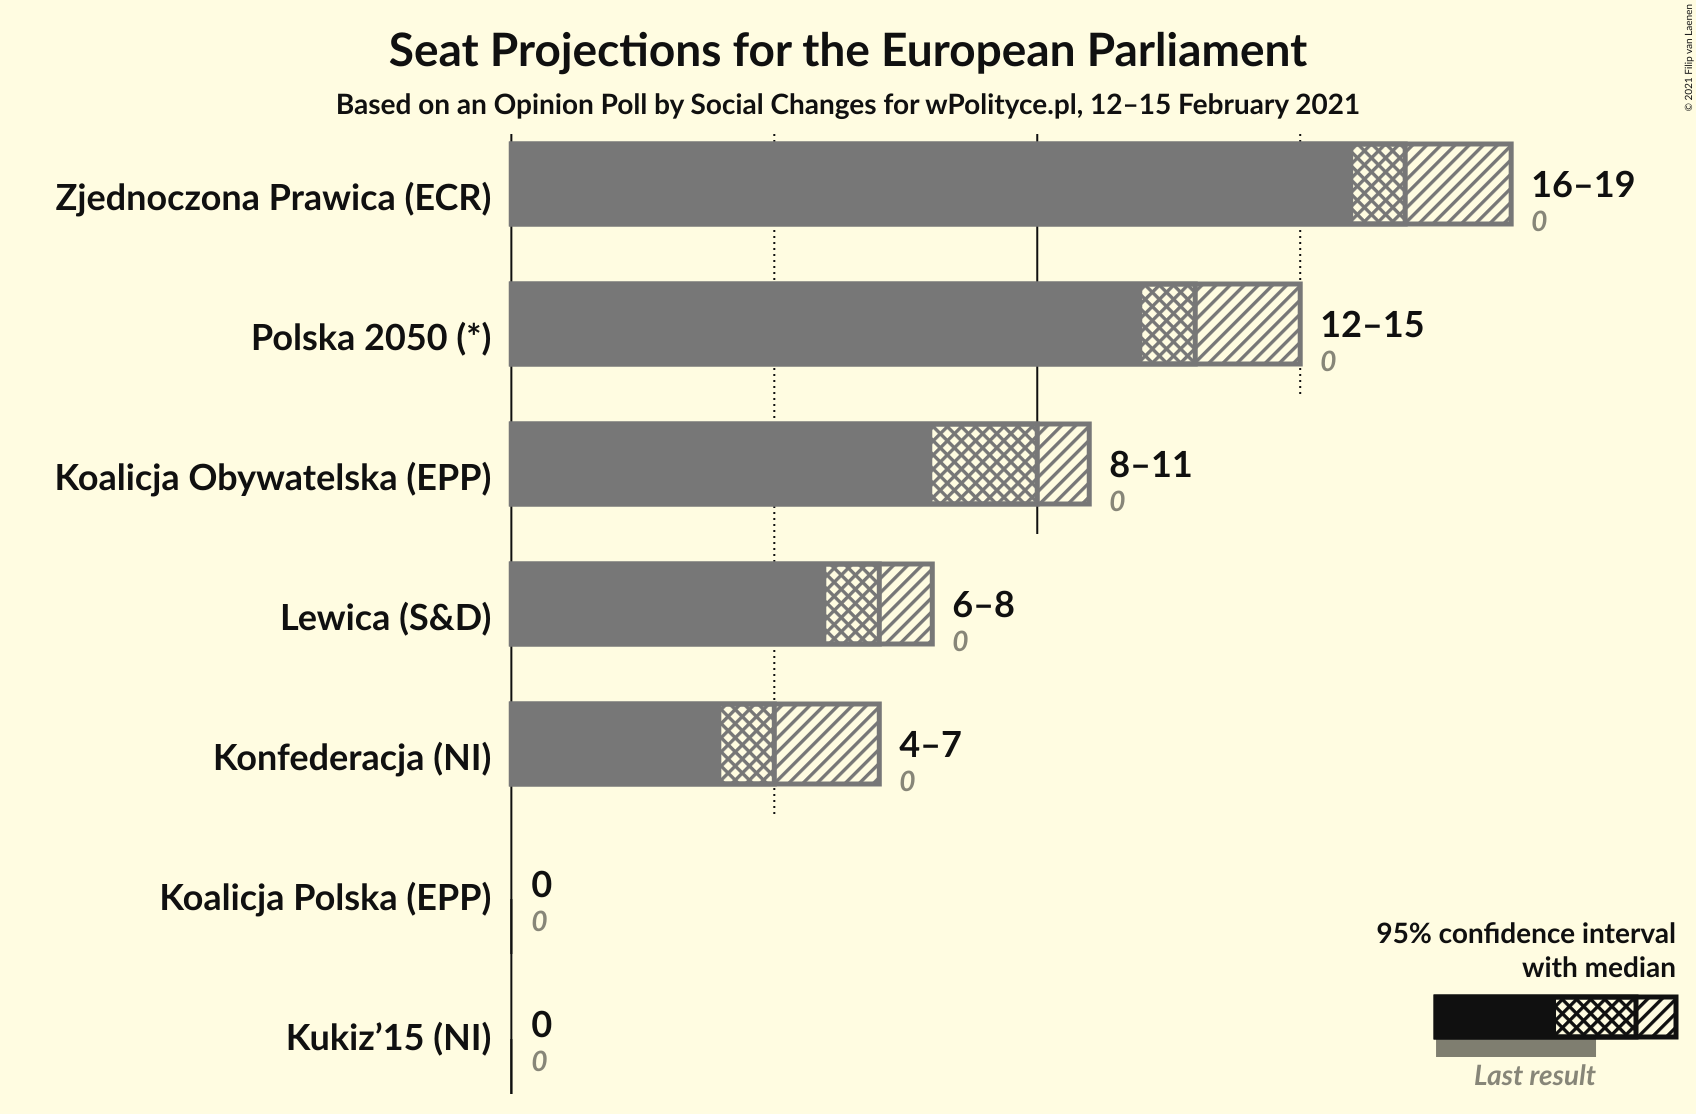 Seat Projections for the European Parliament
Based on an Opinion Poll by Social Changes for wPolityce.pl, 12–15 February 2021
© 2021 Filip van Laenen
Zjednoczona Prawica (ECR)
16–19
0
Polska 2050 (*)
12–15
0
Koalicja Obywatelska (EPP)
8–11
0
Lewica (S&D)
6–8
0
Konfederacja (NI)
4–7
0
Koalicja Polska (EPP)
0
0
Kukiz’15 (NI)
0
0
95% confidence interval
with median
Last result